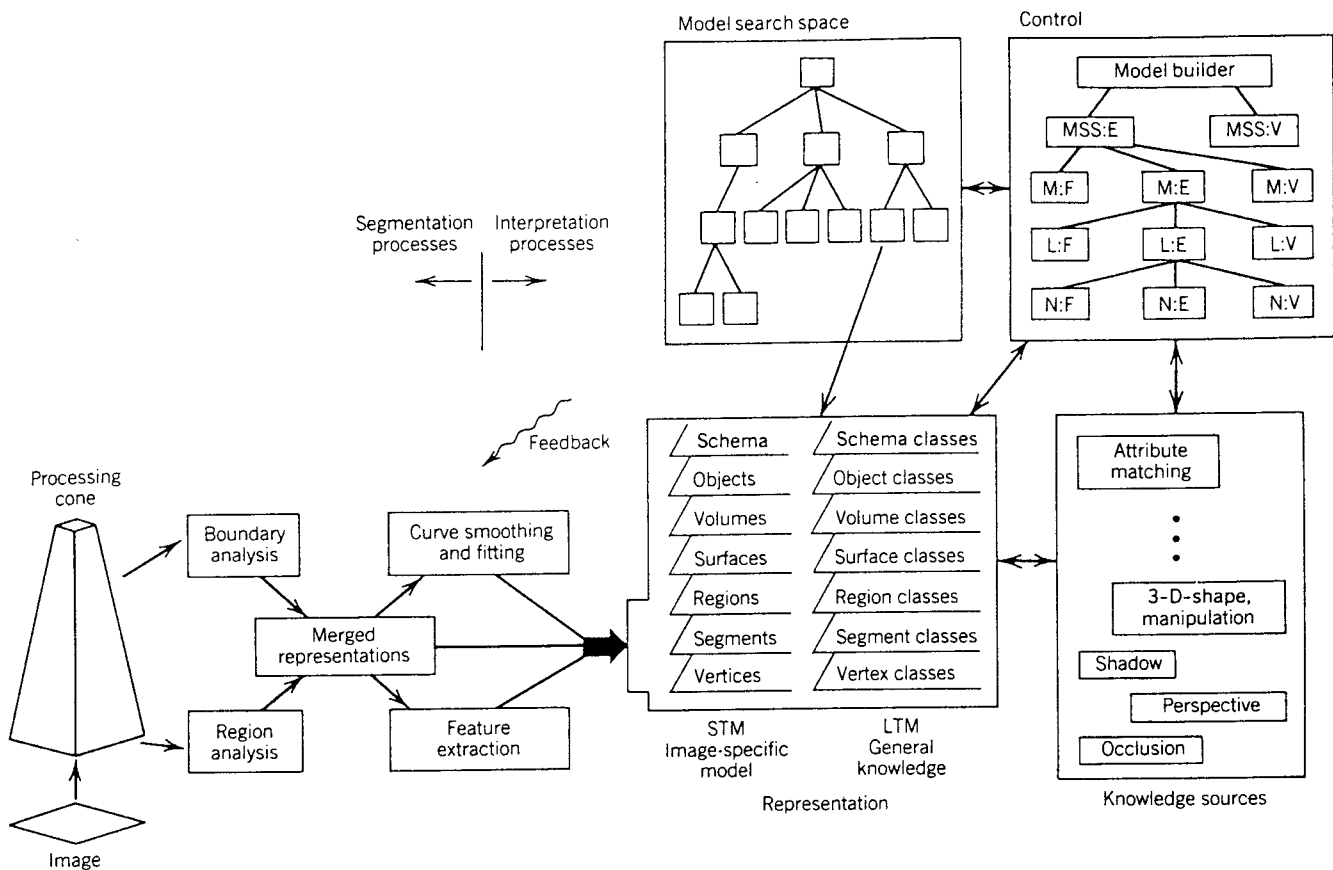 Model search space
Control
Model builder
MSS:E
MSS:V
M:F
M:E
M:V
L:F
L:E
L:V
N:F
N:E
N:V
Segmentation
processes
Interpretation
processes
Feedback
Processing
cone
Image
Boundary
analysis
Region
analysis
Merged
representations
Curve smoothing
and fitting
Feature
extraction
Schema
Objects
Volumes
Surfaces
Regions
Segments
Vertices
Schema classes
Object classes
Volume classes
Surface classes
Region classes
Segment classes
Vertex classes
STM
Image-specific
model
LTM
General
knowledge
Representation
Attribute
matching
3-D-shape,
manipulation
Shadow
Perspective
Occlusion
Knowledge sources